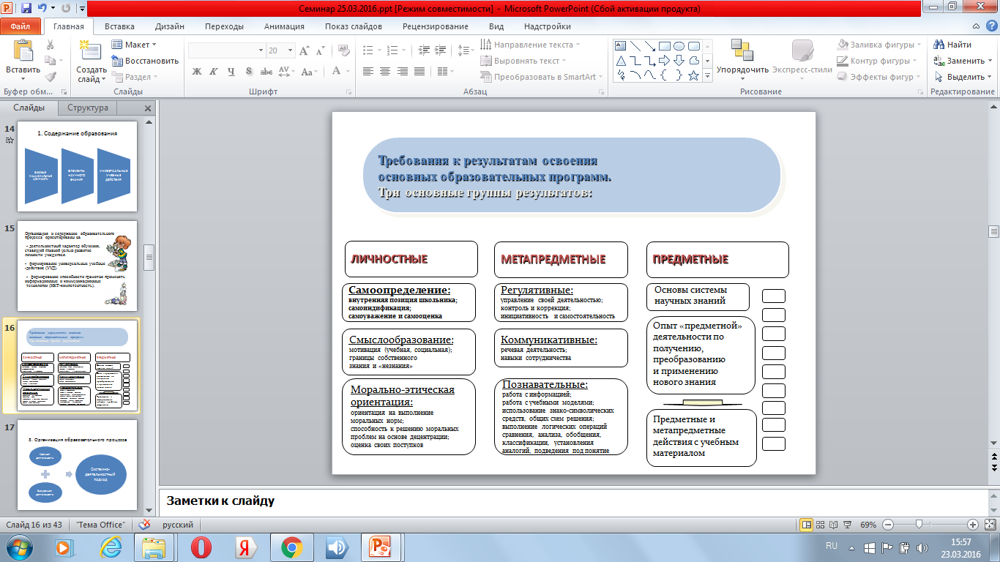 Семинар 25.03.2016.ppt [Режим совместимости] - Microsoft PowerPoint (Сбой активации продукта)
Файл Главная Вставка Дизайн Переходы Анимация Показ слайдов Рецензирование Вид Надстройки
Вставить
Создать слайд
Макет
Восстановить
Раздел
20
Ж К Ч S abc AV Aa A
Направление текста
Выровнять текст
Преобразовать в SmartArt
Упорядочить
Экспресс-стили
Заливка фигуры
Контур фигуры
Эффекты фигур
Найти
Заменить
Выделить
Буфер обм... Слайды Шрифт Абзац Рисование Редактирование
Слайды Структура
14
1. Содержание образования
БАЗОВЫЕ
НАЦИОНАЛЬНЫЕ
ЦЕННОСТИ
ЭЛЕМЕНТЫ
НАУЧНОГО
ЗНАНИЯ
УНИВЕРСАЛЬНЫЕ
УЧЕБНЫЕ
ДЕЙСТВИЯ
15
Организация и содержание образовательного
процесса ориентированы на
- деятельностный характер обучения,
ставящий главной целью развитие
личности учащегося.
- формирование универсальных учебных
-действия (УУД).
- формирование способности грамотно применять
информационные и коммуникационные
технологии (ИКТ-компетентность).
16
17
3. Организация образовательного процесса
Урочная
деятельность
Внеурочная
деятельность
Системно-
деятельностный
подход
Требования к результатам освоения
основных образовательных программ.
Три основные группы результатов:
ЛИЧНОСТНЫЕ
Самоопределение:
внутренняя позиция школьника;
самоиндификация;
самоуважение и самооценка
Смыслообразование:
мотивация (учебная, социальная);
границы собственного
знания и «незнания»
Морально-этическая
ориентация:
ориентация на выполнение
моральных норм;
способность к решению моральных
проблем на основе децентрации;
оценка своих поступков
МЕТАПРЕДМЕТНЫЕ
Регулятивные:
управление своей деятельностью;
контроль и коррекция;
инициативность и самостоятельность
Коммуникативные:
речевая деятельность;
навыки сотрудничества
Познавательные:
работа с информацией;
работа с учебными моделями;
использование знако-символических
средств, общих схем решения;
выполнение логических операций
сравнения, анализа, обобщения,
классификации, установления
аналогий, подведения под понятие
ПРЕДМЕТНЫЕ
Основы системы
научных знаний
Опыт «предметной»
деятельности по
получению,
преобразованию
и применению
нового знания
Предметные и
метапредметные
действия с учебным
материалом
Заметки к слайду
Слайд 16 из 43 "Тема Office" русский 69%
RU
15:57
23.03.2016